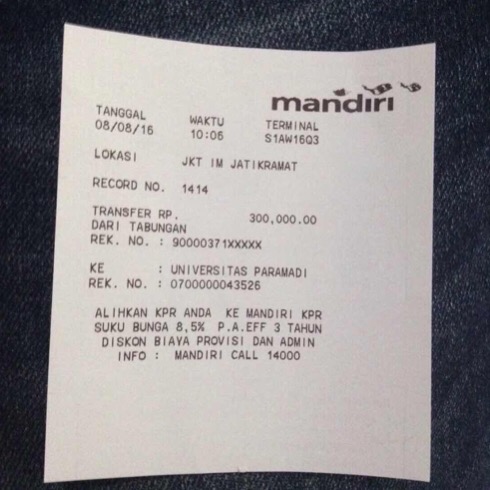 mandiri
TANGGAL WAKTU TERMINAL
08/08/16 10:06 S1AW16Q3
LOKASI JKT IM JATIKRAMAT
RECORD NO. 1414
TRANSFER RP. 300,000.00
DARI TABUNGAN
REK. NO. : 90000371XXXXX
KE : UNIVERSITAS PARAMADI
REK. NO. : 0700000043526
ALIHKAN KPR ANDA KE MANDIRI KPR
SUKU BUNGA 8,5% P.A.EFF 3 TAHUN
DISKON BIAYA PROVISI DAN ADMIN
INFO : MANDIRI CALL 14000